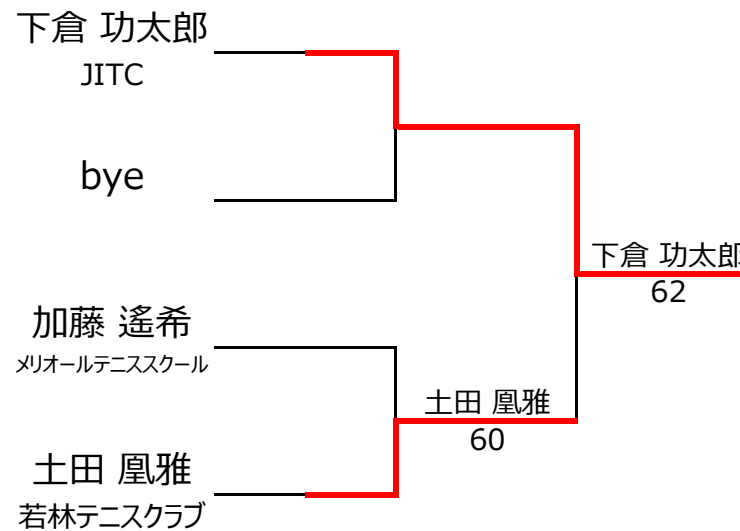 下倉 功太郎
JITC
bye
下倉 功太郎
62
加藤 遙希
メリオールテニススクール
土田 凰雅
60
土田 凰雅
若林テニスクラブ